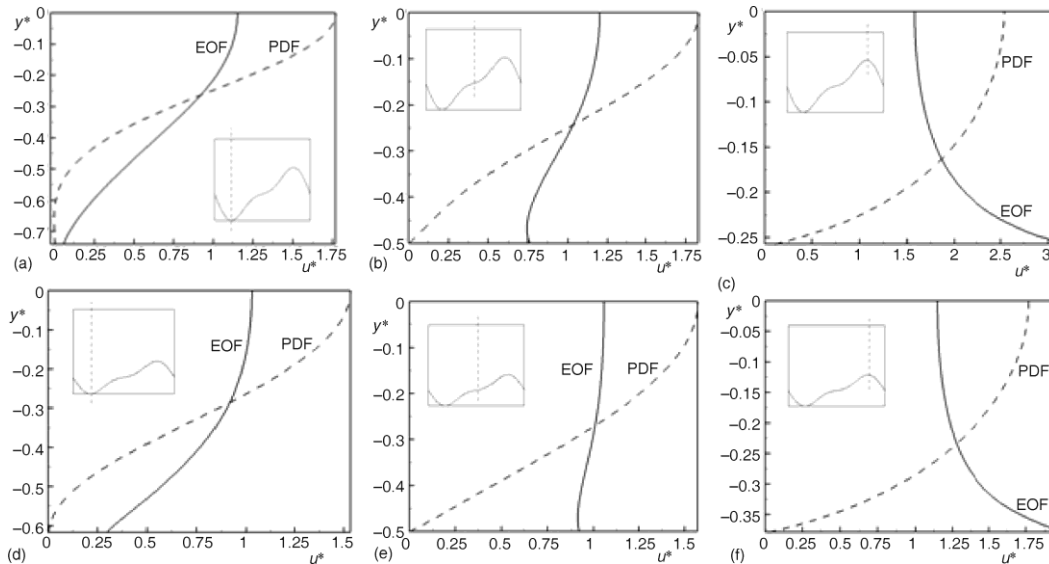 y*
0
−0.1
−0.2
−0.3
−0.4
−0.5
−0.6
−0.7
EOF
PDF
0 0.25 0.5 0.75 1 1.25 1.5 1.75
u*
(a)
y*
0
−0.1
−0.2
−0.3
−0.4
−0.5
EOF
PDF
0 0.25 0.5 0.75 1 1.25 1.5 1.75
u*
(b)
y*
0
−0.05
−0.1
−0.15
−0.2
−0.25
PDF
EOF
0 0.5 1 1.5 2 2.5 3
u*
(c)
y*
0
−0.1
−0.2
−0.3
−0.4
−0.5
−0.6
EOF
PDF
0 0.25 0.5 0.75 1 1.25 1.5
u*
(d)
y*
0
−0.1
−0.2
−0.3
−0.4
−0.5
EOF
PDF
0 0.25 0.5 0.75 1 1.25 1.5
u*
(e)
y*
0
−0.05
−0.1
−0.15
−0.20
−0.25
−0.30
−0.35
PDF
EOF
0 0.25 0.5 0.75 1 1.25 1.5 1.75
u*
(f)